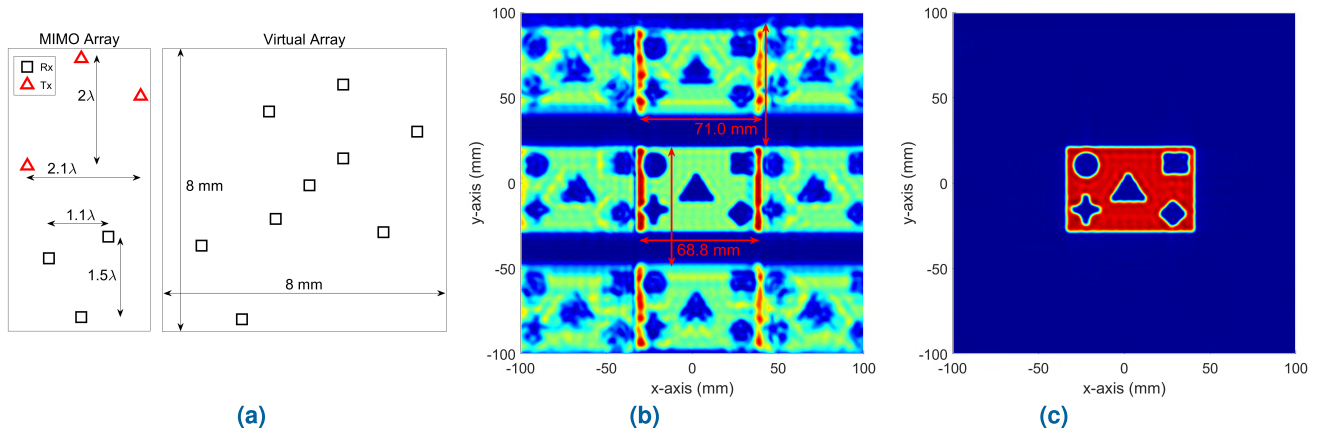 MIMO Array
Rx
Tx
2λ
2.1λ
1.1λ
1.5λ
Virtual Array
8 mm
8 mm
(a)
y-axis (mm)
100
50
0
-50
-100
71.0 mm
68.8 mm
-100
-50
0
50
100
x-axis (mm)
(b)
y-axis (mm)
100
50
0
-50
-100
-100
-50
0
50
100
x-axis (mm)
(c)